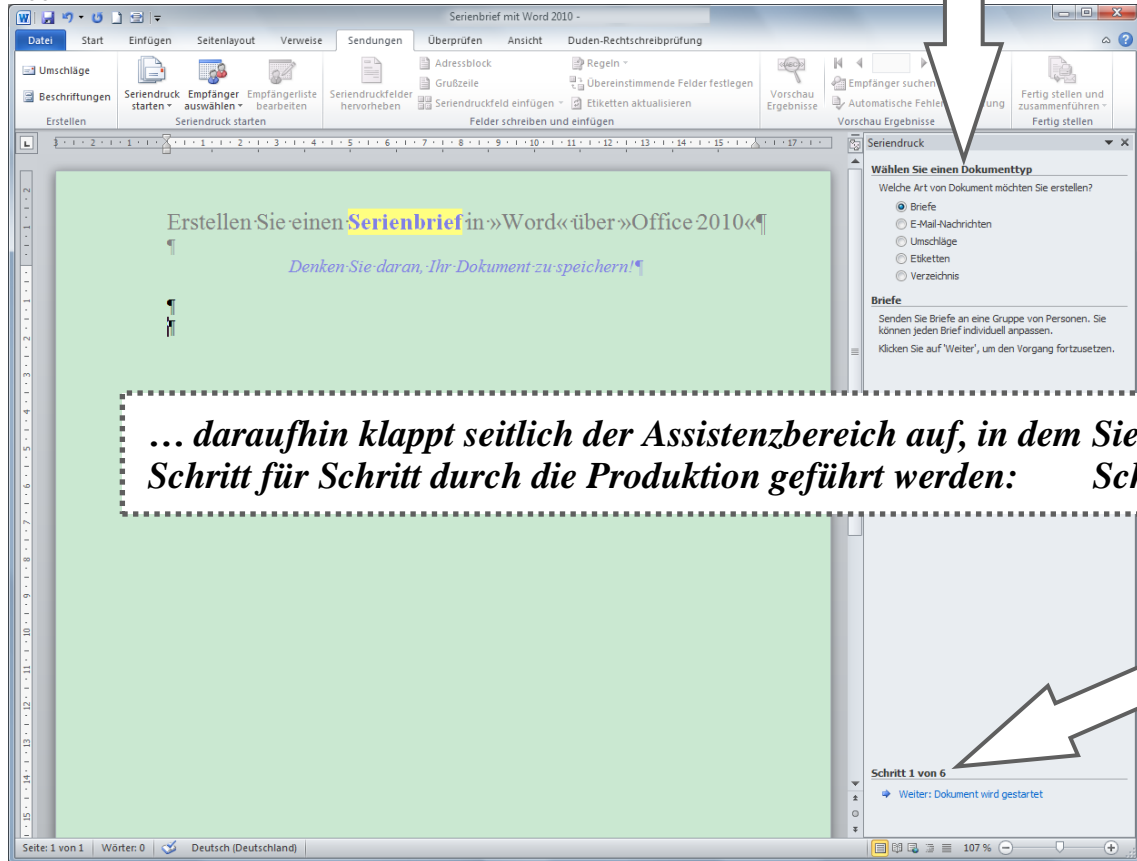 Serienbrief mit Word 2010 -
Datei Start Einfügen Seitenlayout Verweise Sendungen Überprüfen Ansicht Duden-Rechtschreibprüfung
Umschläge
Beschriftungen
Erstellen
Seriendruck starten
Empfänger auswählen
Empfängerliste bearbeiten
Seriendruck starten
Seriendruckfelder hervorheben
Adressblock
Grußzeile
Seriendruckfeld einfügen
Regeln
Übereinstimmende Felder festlegen
Etiketten aktualisieren
Felder schreiben und einfügen
Vorschau Ergebnisse
Empfänger suchen
Automatische Fehler
Vorschau Ergebnisse
Fertig stellen und zusammenführen
Fertig stellen
Seriendruck
Wählen Sie einen Dokumenttyp
Welche Art von Dokument möchten Sie erstellen?
Briefe
E-Mail-Nachrichten
Umschläge
Etiketten
Verzeichnis
Briefe
Senden Sie Briefe an eine Gruppe von Personen. Sie
können jeden Brief individuell anpassen.
Klicken Sie auf 'Weiter', um den Vorgang fortzusetzen.
Erstellen·Sie·einen·Serienbrief·in·»Word«·über·»Office·2010«¶
¶
Denken·Sie·daran,·Ihr·Dokument·zu·speichern!¶
¶
¶
… daraufhin klappt seitlich der Assistenzbereich auf, in dem Sie
Schritt für Schritt durch die Produktion geführt werden: Sch
Schritt 1 von 6
Weiter: Dokument wird gestartet
Seite: 1 von 1 Wörter: 0 Deutsch (Deutschland) 107 %